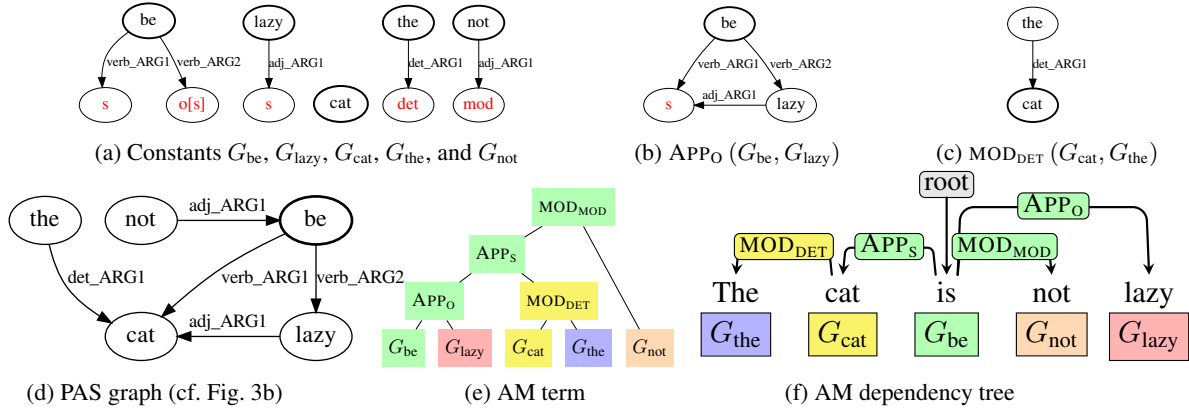 be lazy the not
verb_ARG1 verb_ARG2 adj_ARG1 det_ARG1 adj_ARG1
s o[s] s cat det mod
(a) Constants G_be, G_lazy, G_cat, G_the, and G_not
be
verb_ARG1 verb_ARG2
adj_ARG1
s lazy
(b) APP_O (G_be, G_lazy)
the
det_ARG1
cat
(c) MOD_DET (G_cat, G_the)
the not adj_ARG1 be
det_ARG1 verb_ARG1 verb_ARG2
cat adj_ARG1 lazy
(d) PAS graph (cf. Fig. 3b)
MOD_MOD
APP_S
APP_O MOD_DET
G_be G_lazy G_cat G_the G_not
(e) AM term
root
APP_O
MOD_DET APP_S MOD_MOD
The cat is not lazy
G_the G_cat G_be G_not G_lazy
(f) AM dependency tree